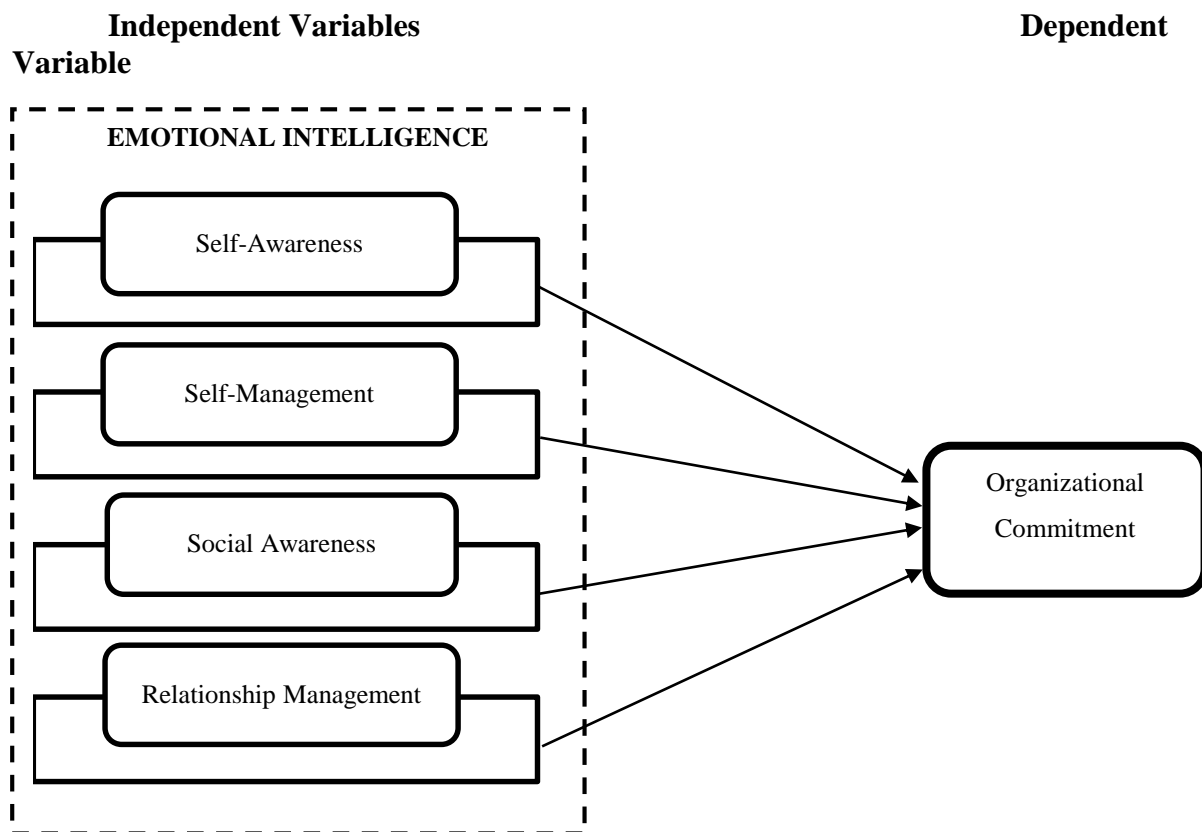 Independent Variables Dependent
Variable
EMOTIONAL INTELLIGENCE
Self-Awareness
Self-Management
Social Awareness
Relationship Management
Organizational
Commitment